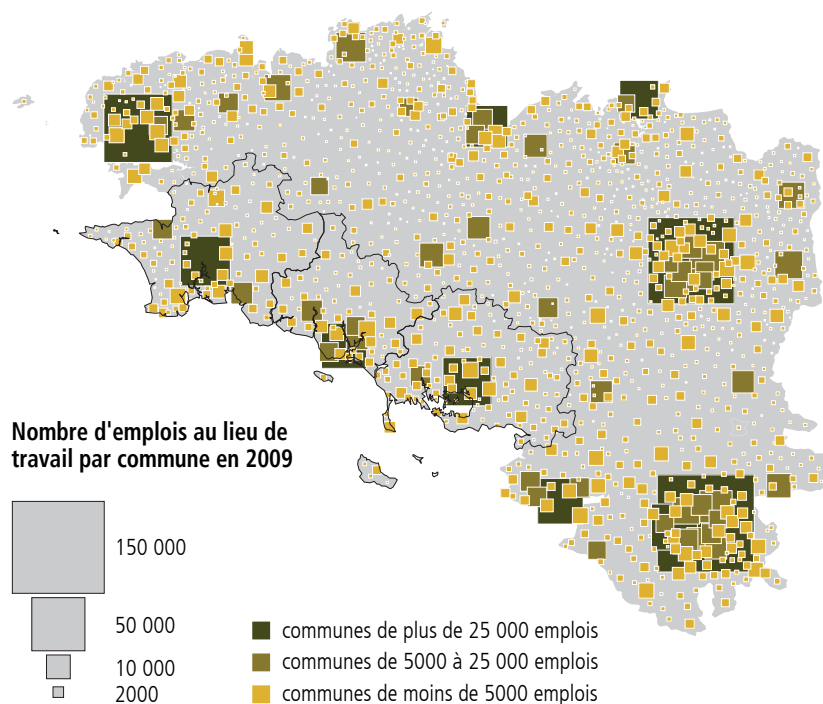 Nombre d'emplois au lieu de
travail par commune en 2009
150 000
50 000
10 000
2000
communes de plus de 25 000 emplois
communes de 5000 à 25 000 emplois
communes de moins de 5000 emplois